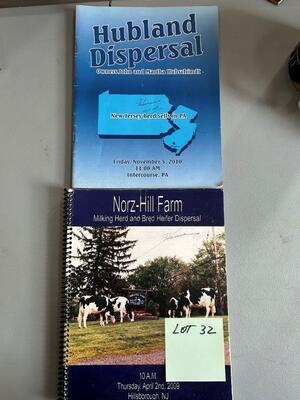 Hubland
Dispersal
Owners John and Martha Hubschmidt
New Jersey herd sells in PA
Friday, November 5, 2010
11:00 AM
Intercourse, PA
Norz-Hill Farm
Milking Herd and Bred Heifer Dispersal
LOT 32
10 A.M
Thursday, April 2nd, 2009
Hillsborough, NJ